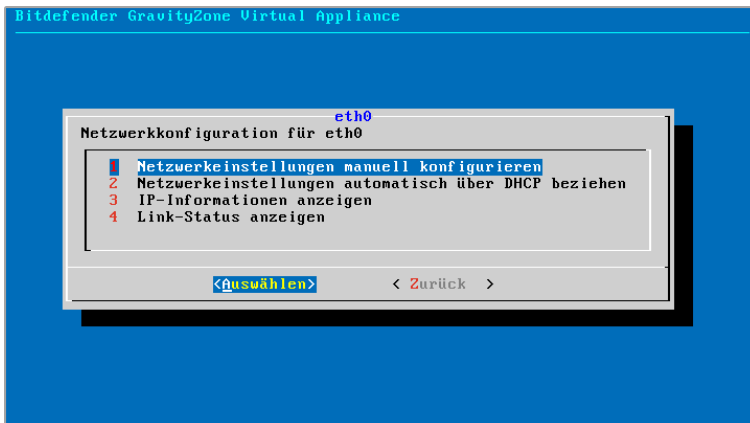 Bitdefender GravityZone Virtual Appliance
eth0
Netzwerkkonfiguration für eth0
1 Netzwerkeinstellungen manuell konfigurieren
2 Netzwerkeinstellungen automatisch über DHCP beziehen
3 IP-Informationen anzeigen
4 Link-Status anzeigen
<Auswählen> < Zurück >